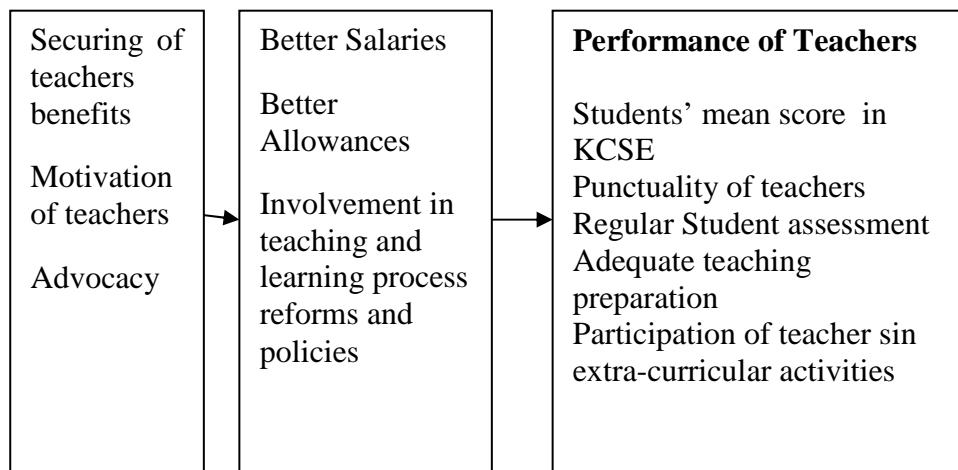 Securing of
teachers
benefits
Motivation
of teachers
Advocacy
Better Salaries
Better
Allowances
Involvement in
teaching and
learning process
reforms and
policies
Performance of Teachers
Students’ mean score in
KCSE
Punctuality of teachers
Regular Student assessment
Adequate teaching
preparation
Participation of teacher sin
extra-curricular activities